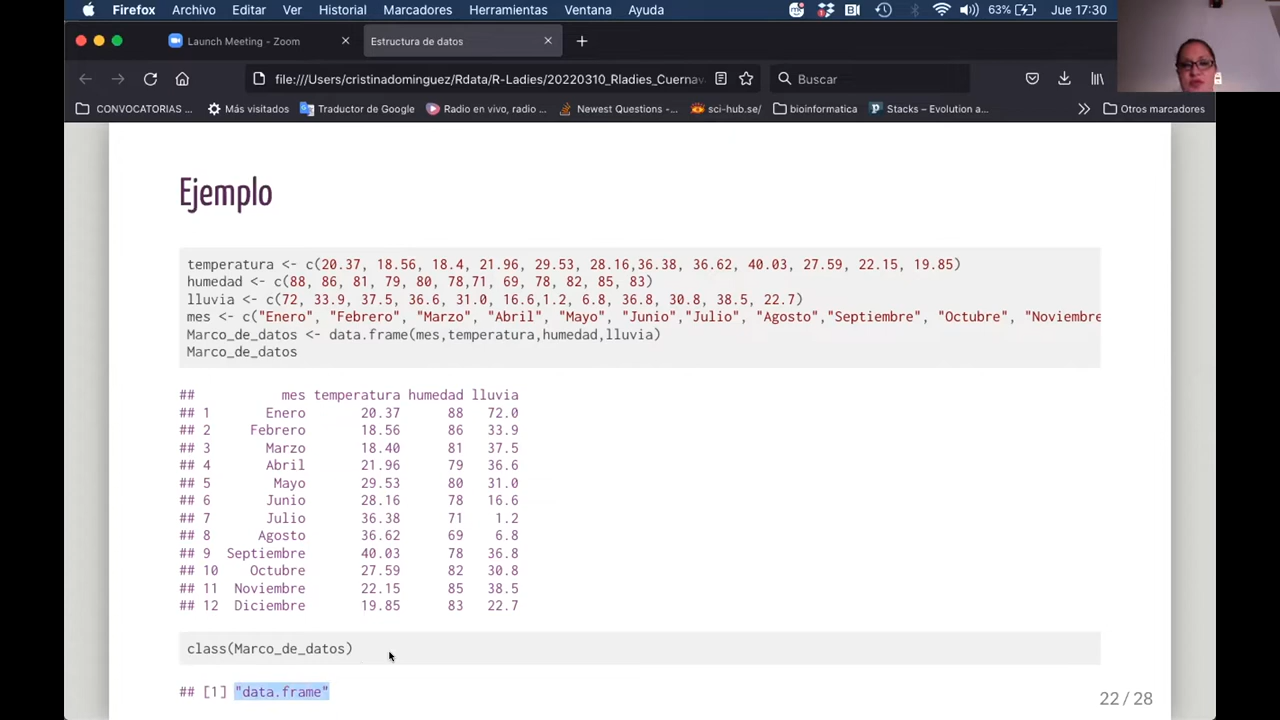 Firefox Archivo Editar Ver Historial Marcadores Herramientas Ventana Ayuda 63% Jue 17:30
Launch Meeting - Zoom Estructura de datos
file:///Users/cristinadominguez/Rdata/R-Ladies/20220310_Rladies_Cuernav Buscar
CONVOCATORIAS ... Más visitados Traductor de Google Radio en vivo, radio ... Newest Questions -... sci-hub.se/ bioinformatica Stacks – Evolution a... Otros marcadores
Ejemplo
temperatura <- c(20.37, 18.56, 18.4, 21.96, 29.53, 28.16,36.38, 36.62, 40.03, 27.59, 22.15, 19.85)
humedad <- c(88, 86, 81, 79, 80, 78,71, 69, 78, 82, 85, 83)
lluvia <- c(72, 33.9, 37.5, 36.6, 31.0, 16.6,1.2, 6.8, 36.8, 30.8, 38.5, 22.7)
mes <- c("Enero", "Febrero", "Marzo", "Abril", "Mayo", "Junio","Julio", "Agosto","Septiembre", "Octubre", "Noviembre
Marco_de_datos <- data.frame(mes,temperatura,humedad,lluvia)
Marco_de_datos
## mes temperatura humedad lluvia
## 1 Enero 20.37 88 72.0
## 2 Febrero 18.56 86 33.9
## 3 Marzo 18.40 81 37.5
## 4 Abril 21.96 79 36.6
## 5 Mayo 29.53 80 31.0
## 6 Junio 28.16 78 16.6
## 7 Julio 36.38 71 1.2
## 8 Agosto 36.62 69 6.8
## 9 Septiembre 40.03 78 36.8
## 10 Octubre 27.59 82 30.8
## 11 Noviembre 22.15 85 38.5
## 12 Diciembre 19.85 83 22.7
class(Marco_de_datos)
## [1] "data.frame"
22 / 28